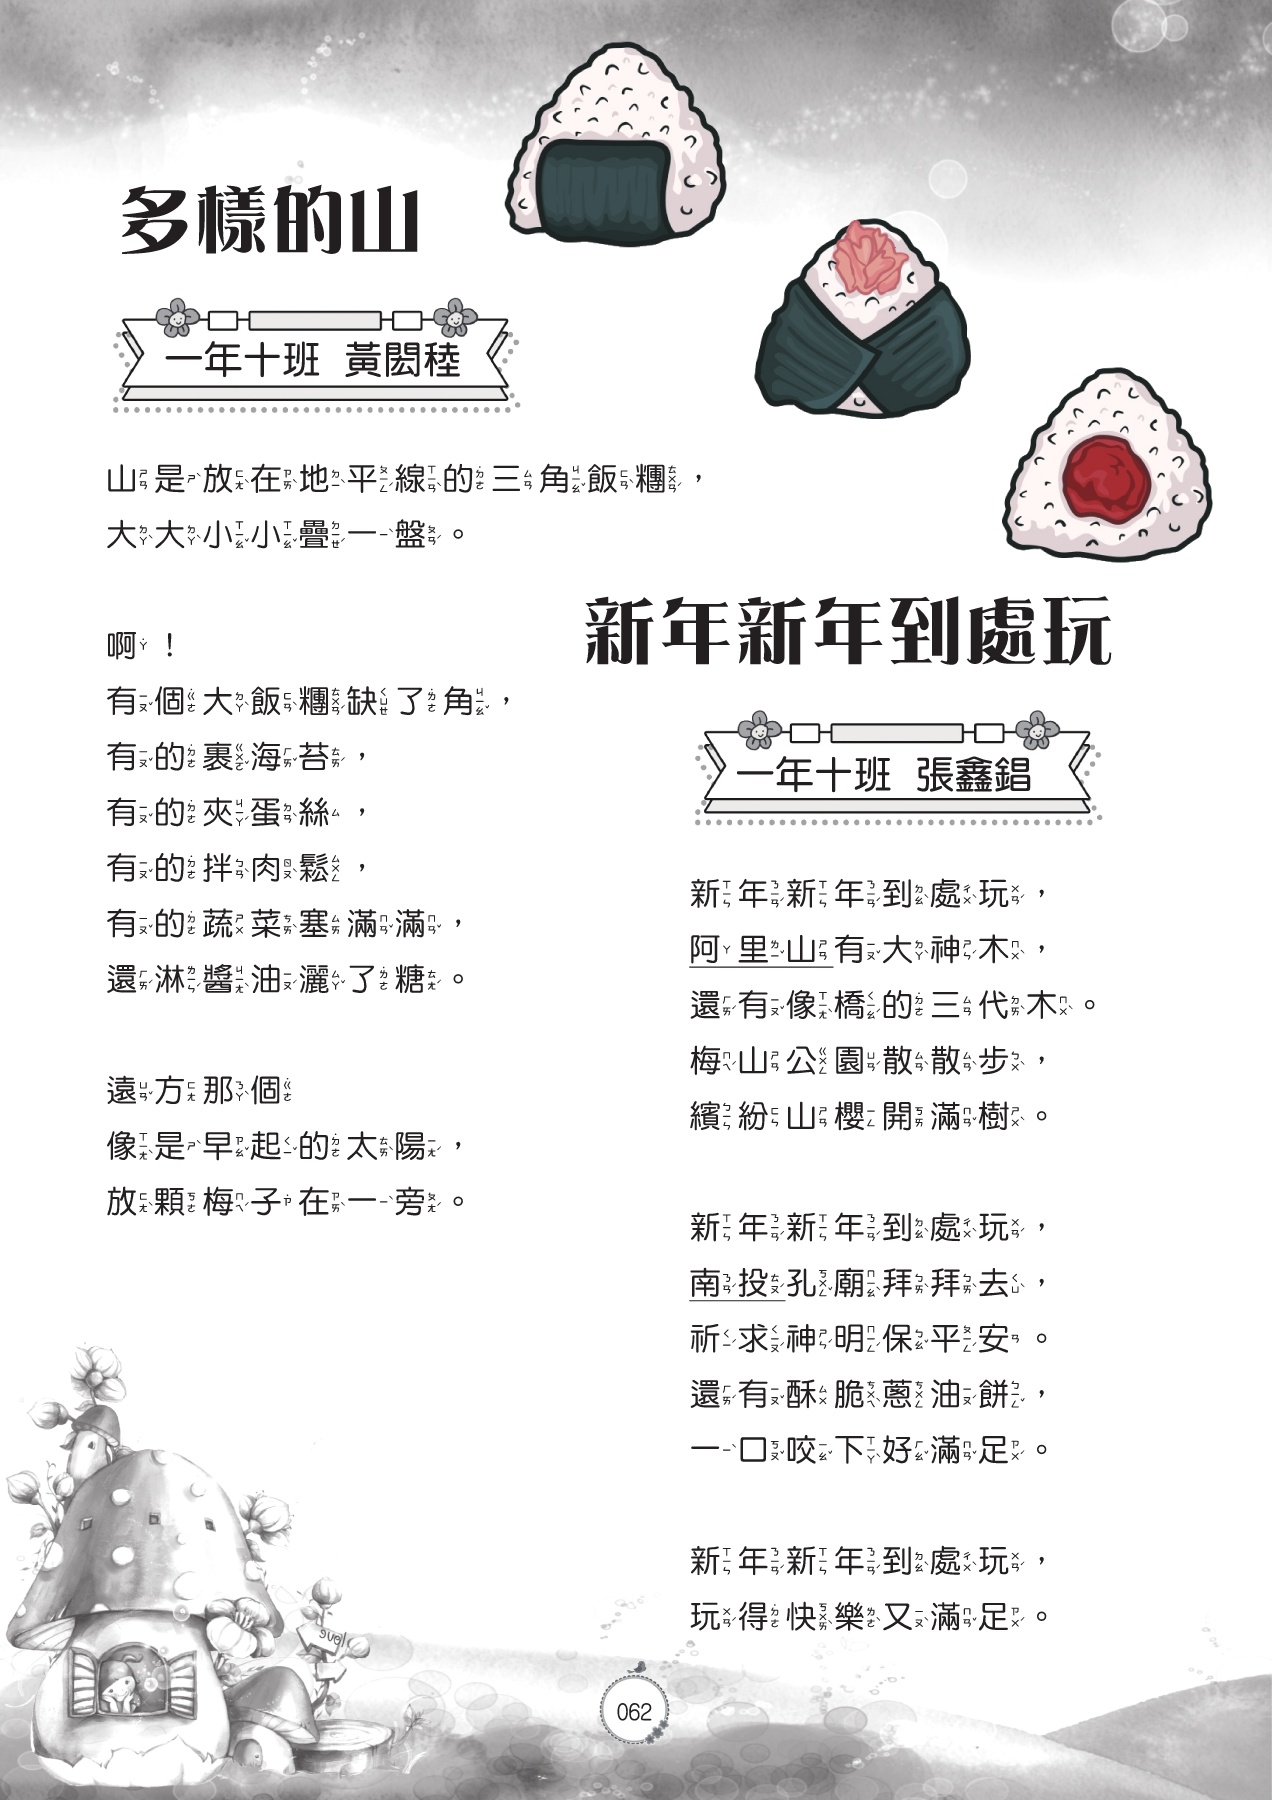 多樣的山
一年十班 黃閎稑
山是放在地平線的三角飯糰，
大大小小疊一盤。
啊！
有個大飯糰缺了角，
有的裹海苔，
有的夾蛋絲，
有的拌肉鬆，
有的蔬菜塞滿滿，
還淋醬油灑了糖。
遠方那個
像是早起的太陽，
放顆梅子在一旁。
新年新年到處玩
一年十班 張鑫錩
新年新年到處玩，
阿里山有大神木，
還有像橋的三代木。
梅山公園散散步，
繽紛山櫻開滿樹。
新年新年到處玩，
南投孔廟拜拜去，
祈求神明保平安。
還有酥脆蔥油餅，
一口咬下好滿足。
新年新年到處玩，
玩得快樂又滿足。
062